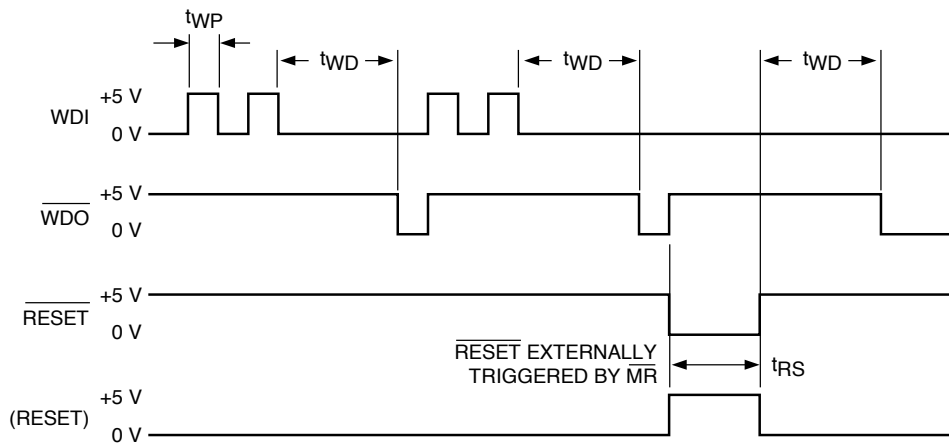 tWP
tWD
tWD
tWD
WDI
+5 V
0 V
WDO
+5 V
0 V
RESET
+5 V
0 V
RESET EXTERNALLY
TRIGGERED BY MR
tRS
(RESET)
+5 V
0 V